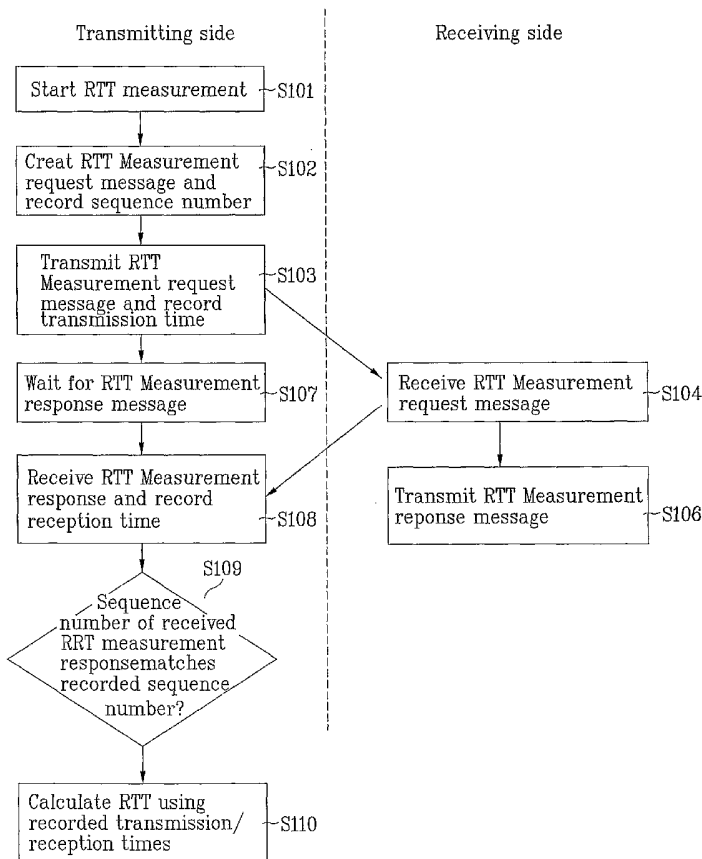 Transmitting side
Receiving side
Start RTT measurement
S101
Creat RTT Measurement
request message and
record sequence number
S102
Transmit RTT
Measurement request
message and record
transmission time
S103
Wait for RTT Measurement
response message
S107
Receive RTT Measurement
request message
S104
Receive RTT Measurement
response and record
reception time
S108
Transmit RTT Measurement
reponse message
S106
S109
Sequence
number of received
RRT measurement
responsematches
recorded sequence
number?
Calculate RTT using
recorded transmission/
reception times
S110